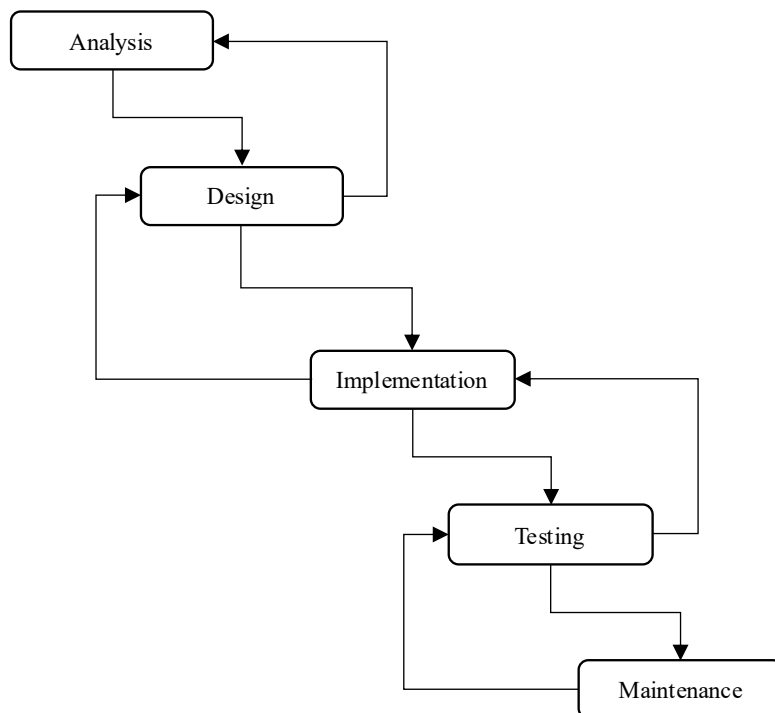 Analysis
Design
Implementation
Testing
Maintenance